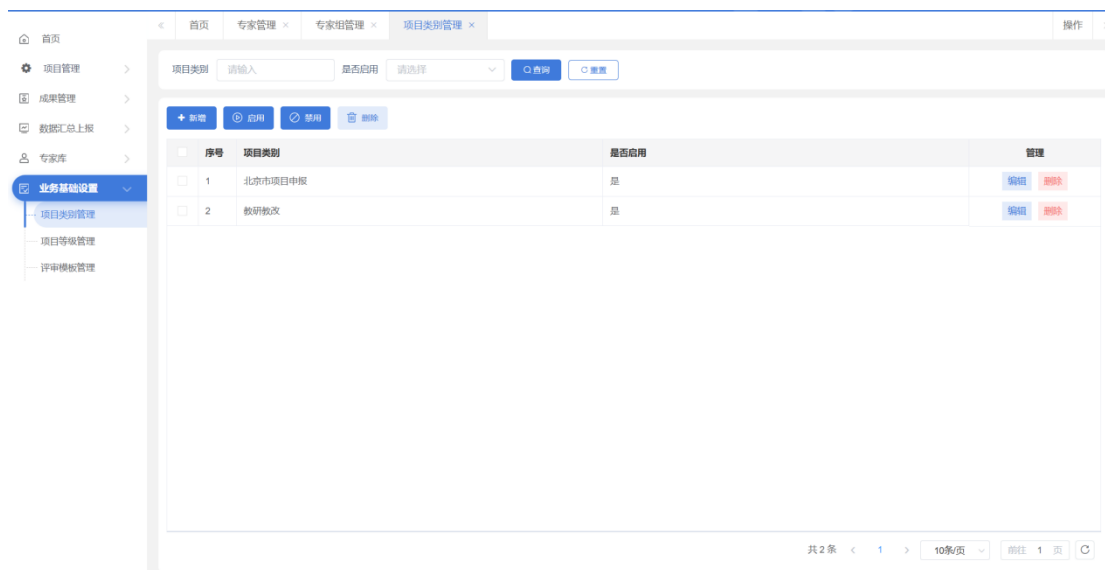 首页 专家管理 × 专家组管理 × 项目类别管理 × 操作
首页
项目管理
成果管理
数据汇总上报
专家库
业务基础设置
项目类别管理
项目等级管理
评审模板管理
项目类别 请输入 是否启用 请选择 查询 重置
新增 启用 禁用 删除
序号 项目类别 是否启用 管理
1 北京市项目申报 是 编辑 删除
2 教研教改 是 编辑 删除
共 2 条 < 1 > 10条/页 前往 1 页